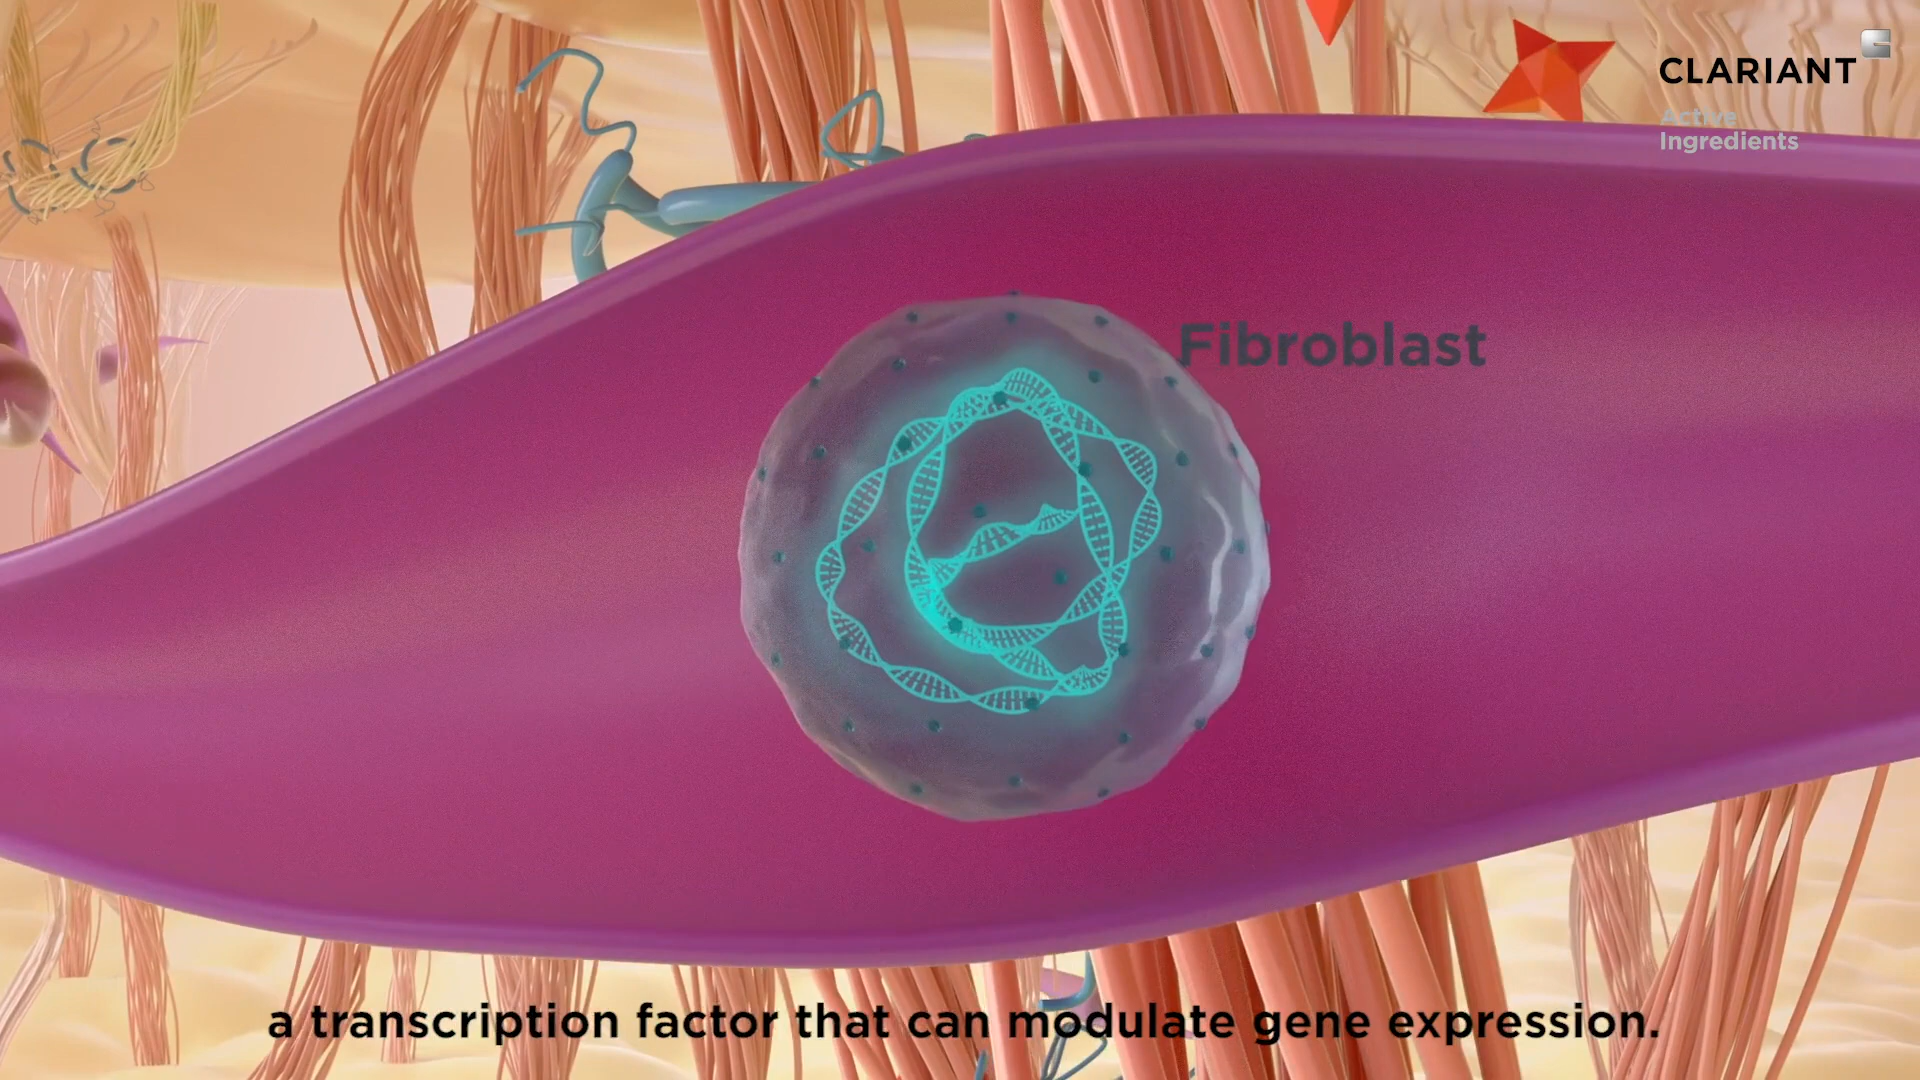 CLARIANT
Active
Ingredients
Fibroblast
a transcription factor that can modulate gene expression.